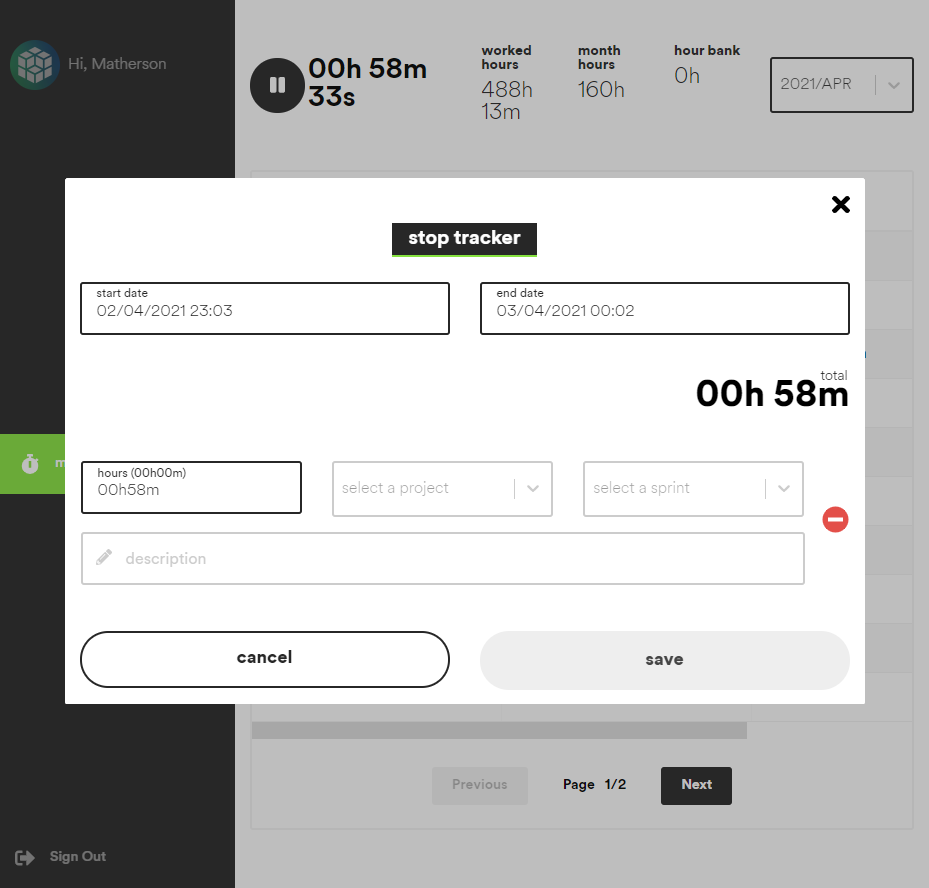 Hi, Matherson
00h 58m
33s
worked
hours
488h
13m
month
hours
160h
hour bank
0h
2021/APR
stop tracker
start date
02/04/2021 23:03
end date
03/04/2021 00:02
total
00h 58m
hours (00h00m)
00h58m
select a project
select a sprint
description
cancel
save
Previous
Page 1/2
Next
Sign Out